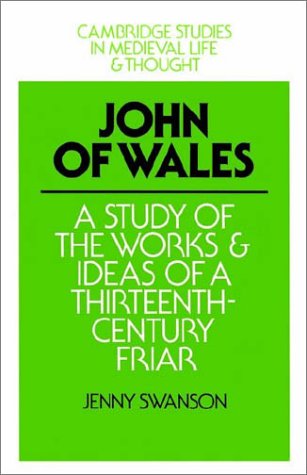 CAMBRIDGE STUDIES
IN MEDIEVAL LIFE
& THOUGHT
JOHN
OF WALES
A STUDY OF
THE WORKS &
IDEAS OF A
THIRTEENTH-
CENTURY
FRIAR
JENNY SWANSON